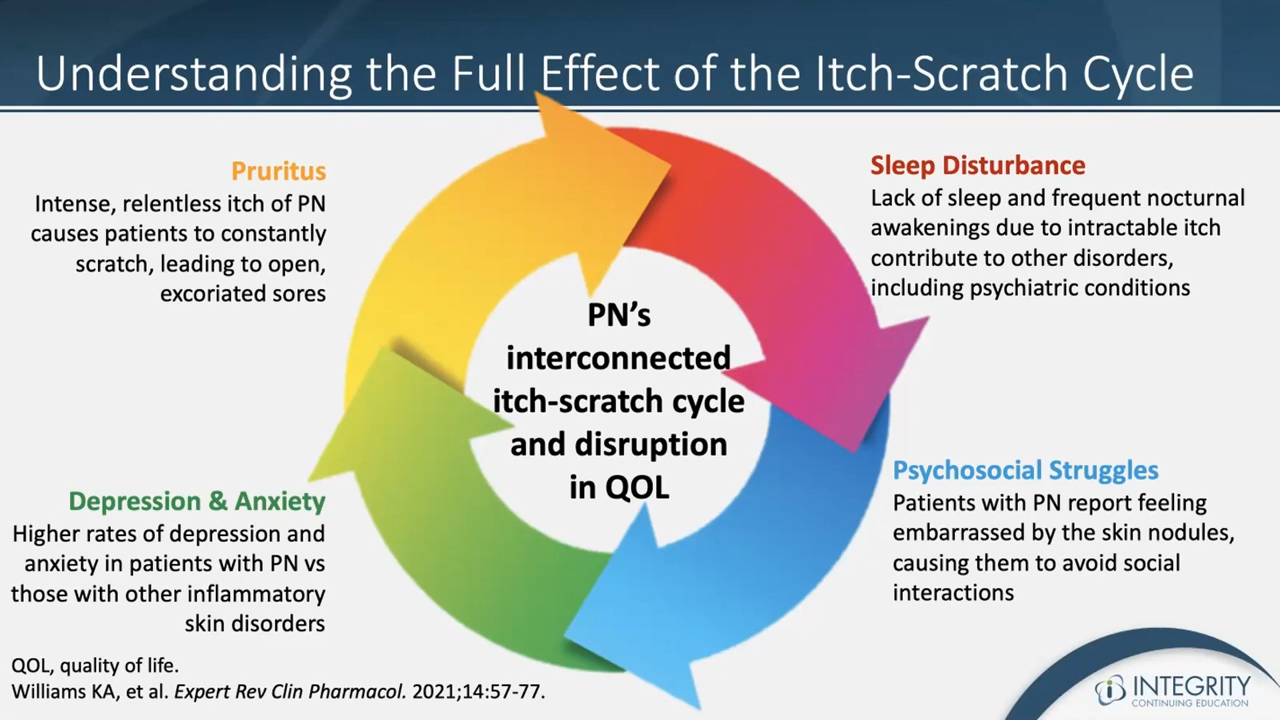 Understanding the Full Effect of the Itch-Scratch Cycle
Pruritus
Intense, relentless itch of PN
causes patients to constantly
scratch, leading to open,
excoriated sores
Sleep Disturbance
Lack of sleep and frequent nocturnal
awakenings due to intractable itch
contribute to other disorders,
including psychiatric conditions
PN’s
interconnected
itch-scratch cycle
and disruption
in QOL
Depression & Anxiety
Higher rates of depression and
anxiety in patients with PN vs
those with other inflammatory
skin disorders
Psychosocial Struggles
Patients with PN report feeling
embarrassed by the skin nodules,
causing them to avoid social
interactions
QOL, quality of life.
Williams KA, et al. Expert Rev Clin Pharmacol. 2021;14:57-77.
INTEGRITY
CONTINUING EDUCATION